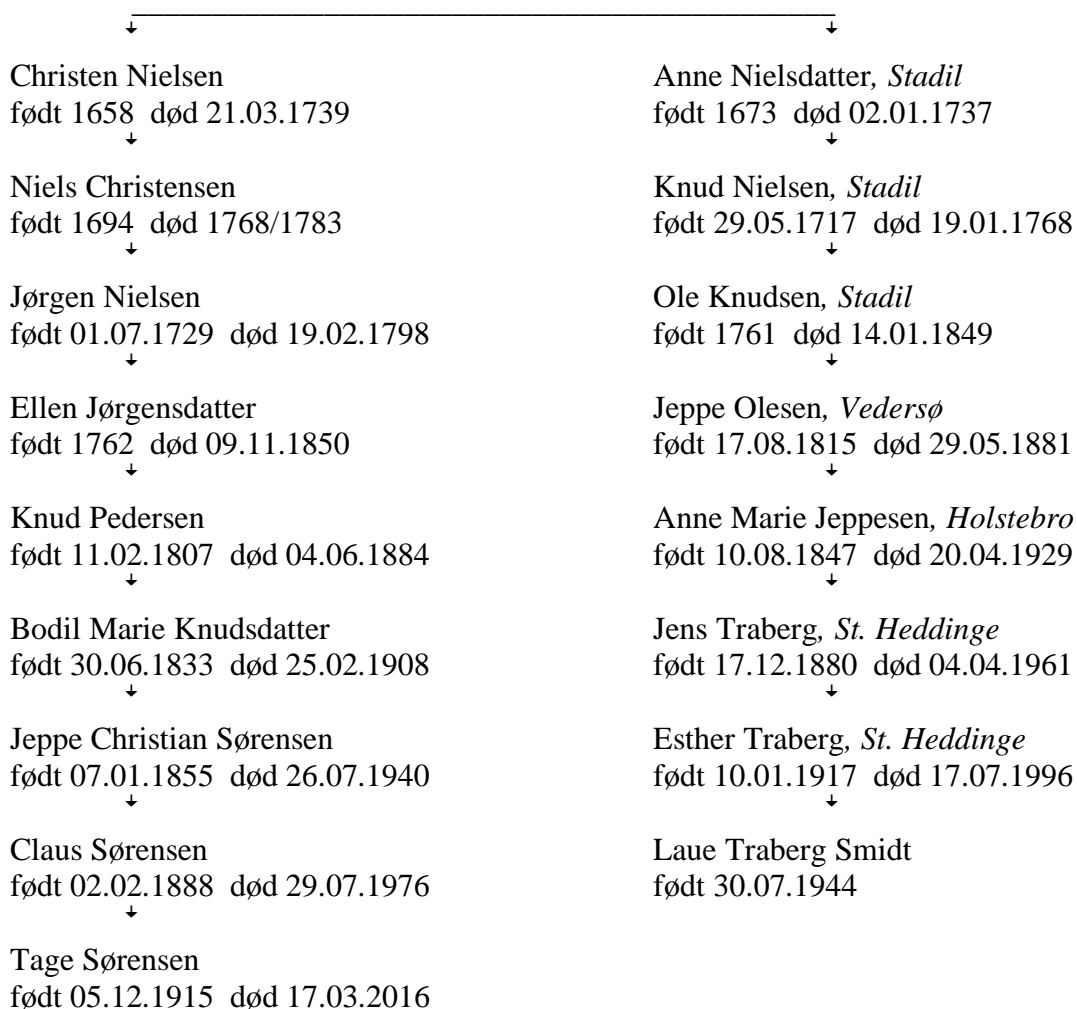 Christen Nielsen
født 1658  død 21.03.1739
Niels Christensen
født 1694  død 1768/1783
Jørgen Nielsen
født 01.07.1729  død 19.02.1798
Ellen Jørgensdatter
født 1762  død 09.11.1850
Knud Pedersen
født 11.02.1807  død 04.06.1884
Bodil Marie Knudsdatter
født 30.06.1833  død 25.02.1908
Jeppe Christian Sørensen
født 07.01.1855  død 26.07.1940
Claus Sørensen
født 02.02.1888  død 29.07.1976
Tage Sørensen
født 05.12.1915  død 17.03.2016
Anne Nielsdatter, Stadil
født 1673  død 02.01.1737
Knud Nielsen, Stadil
født 29.05.1717  død 19.01.1768
Ole Knudsen, Stadil
født 1761  død 14.01.1849
Jeppe Olesen, Vedersø
født 17.08.1815  død 29.05.1881
Anne Marie Jeppesen, Holstebro
født 10.08.1847  død 20.04.1929
Jens Traberg, St. Heddinge
født 17.12.1880  død 04.04.1961
Esther Traberg, St. Heddinge
født 10.01.1917  død 17.07.1996
Laue Traberg Smidt
født 30.07.1944